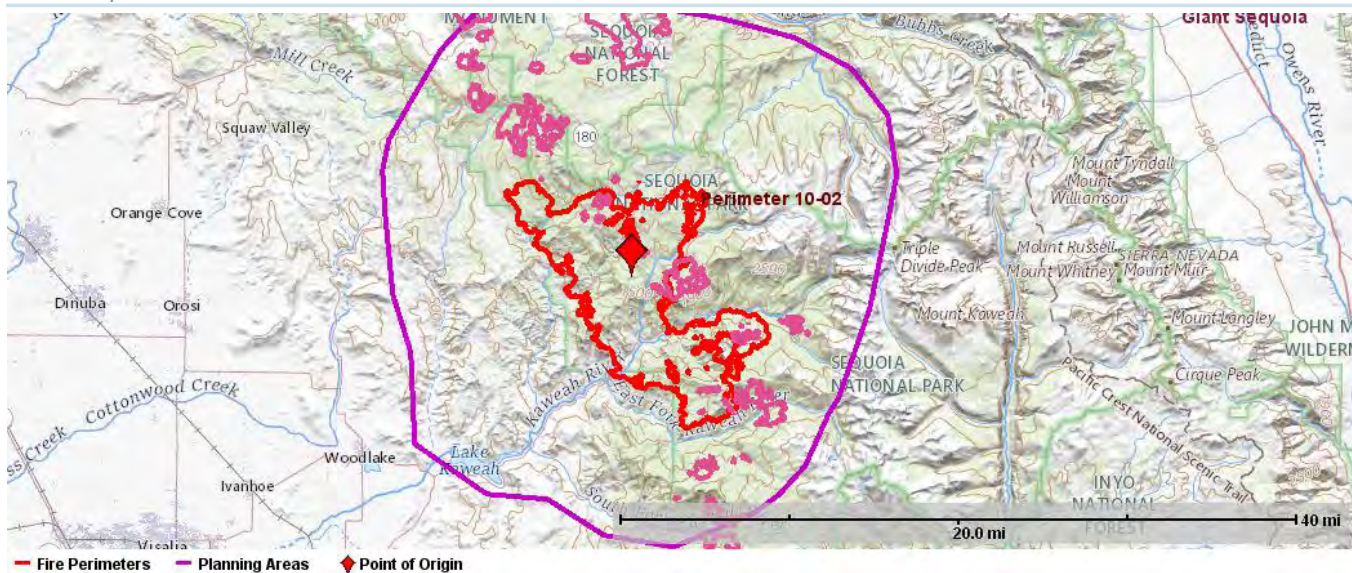 MONUMENT
SEQUOIA
NATIONAL
FOREST
Bubbs Creek
Giant Sequoia
Owens River
Mill Creek
Squaw Valley
180
Mount Tyndall
Mount
Williamson
SEQUOIA
Perimeter 10-02
Orange Cove
Triple
Divide Peak
Mount Russell
Mount Whitney
SIERRA NEVADA
Mount Muir
2500
Dinuba
Orosi
Mount Kaweah
Mount Langley
JOHN M
WILDERN
SEQUOIA
NATIONAL PARK
Cirque Peak
Cottonwood Creek
Kaweah River
East Fork Kaweah River
Pacific Crest National Scenic Trail
Woodlake
Lake
Kaweah
Ivanhoe
INYO
NATIONAL
FOREST
Visalia
20.0 mi
40 mi
Fire Perimeters Planning Areas Point of Origin